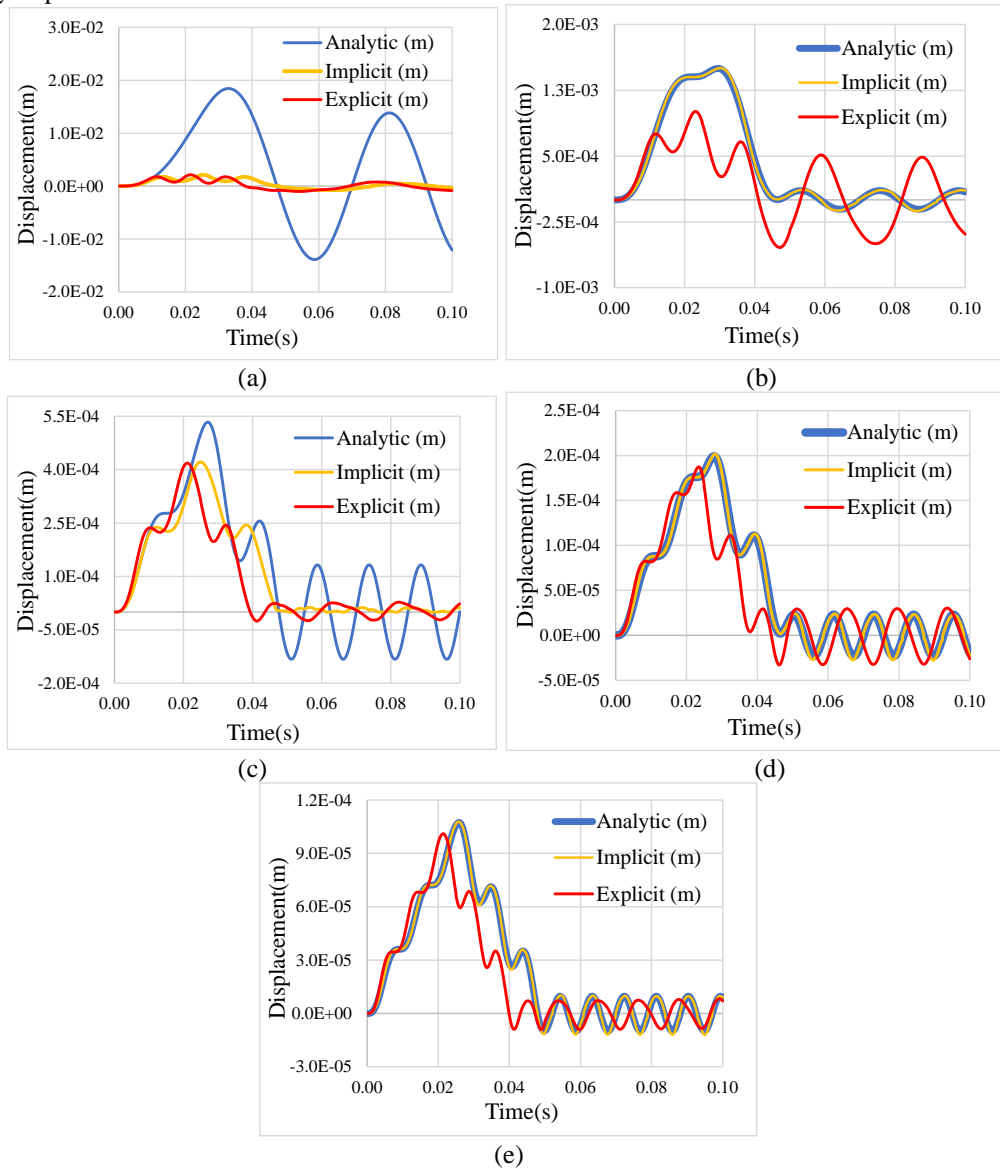 3.0E-02
2.0E-02
1.0E-02
0.0E+00
-1.0E-02
-2.0E-02
Displacement(m)
Analytic (m)
Implicit (m)
Explicit (m)
0.00 0.02 0.04 0.06 0.08 0.10
Time(s)
(a)
2.0E-03
1.3E-03
5.0E-04
-2.5E-04
-1.0E-03
Displacement(m)
Analytic (m)
Implicit (m)
Explicit (m)
0.00 0.02 0.04 0.06 0.08 0.10
Time(s)
(b)
5.5E-04
4.0E-04
2.5E-04
1.0E-04
-5.0E-05
-2.0E-04
Displacement(m)
Analytic (m)
Implicit (m)
Explicit (m)
0.00 0.02 0.04 0.06 0.08 0.10
Time(s)
(c)
2.5E-04
2.0E-04
1.5E-04
1.0E-04
5.0E-05
0.0E+00
-5.0E-05
Displacement(m)
Analytic (m)
Implicit (m)
Explicit (m)
0.00 0.02 0.04 0.06 0.08 0.10
Time(s)
(d)
1.2E-04
9.0E-05
6.0E-05
3.0E-05
0.0E+00
-3.0E-05
Displacement(m)
Analytic (m)
Implicit (m)
Explicit (m)
0.00 0.02 0.04 0.06 0.08 0.10
Time(s)
(e)